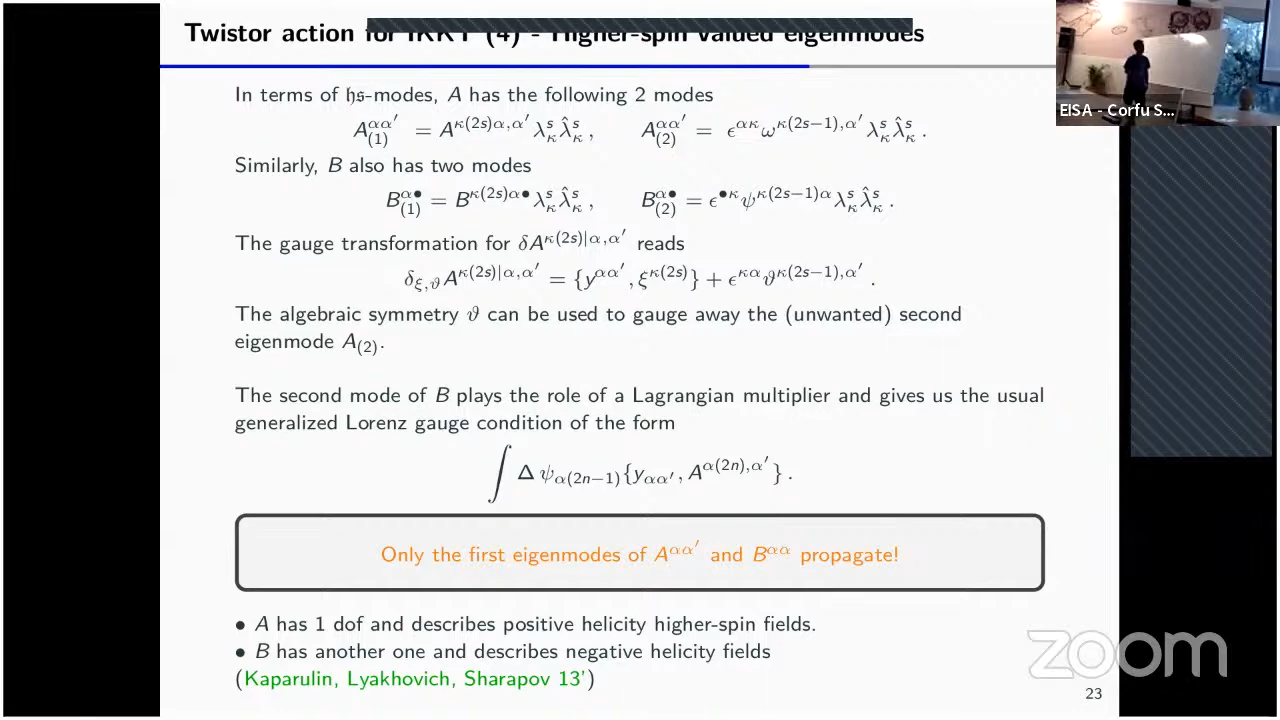 Twistor action for IKKT (4) - Higher-spin valued eigenmodes
EISA - Corfu S...
In terms of 𝔥𝔰-modes, A has the following 2 modes
A^{αα′}_{(1)} = A^{κ(2s)α,α′} λ^s_κ λ̂^s_κ , A^{αα′}_{(2)} = ϵ^{ακ} ω^{κ(2s−1),α′} λ^s_κ λ̂^s_κ .
Similarly, B also has two modes
B^{α•}_{(1)} = B^{κ(2s)α•} λ^s_κ λ̂^s_κ , B^{α•}_{(2)} = ϵ^{•κ} ψ^{κ(2s−1)α} λ^s_κ λ̂^s_κ .
The gauge transformation for δA^{κ(2s)|α,α′} reads
δ_{ξ,ϑ} A^{κ(2s)|α,α′} = {y^{αα′}, ξ^{κ(2s)}} + ϵ^{κα} ϑ^{κ(2s−1),α′} .
The algebraic symmetry ϑ can be used to gauge away the (unwanted) second
eigenmode A_{(2)}.
The second mode of B plays the role of a Lagrangian multiplier and gives us the usual
generalized Lorenz gauge condition of the form
∫ Δ ψ_{α(2n−1)} {y_{αα′}, A^{α(2n),α′}} .
Only the first eigenmodes of A^{αα′} and B^{αα} propagate!
• A has 1 dof and describes positive helicity higher-spin fields.
• B has another one and describes negative helicity fields
(Kaparulin, Lyakhovich, Sharapov 13')
zoom
23